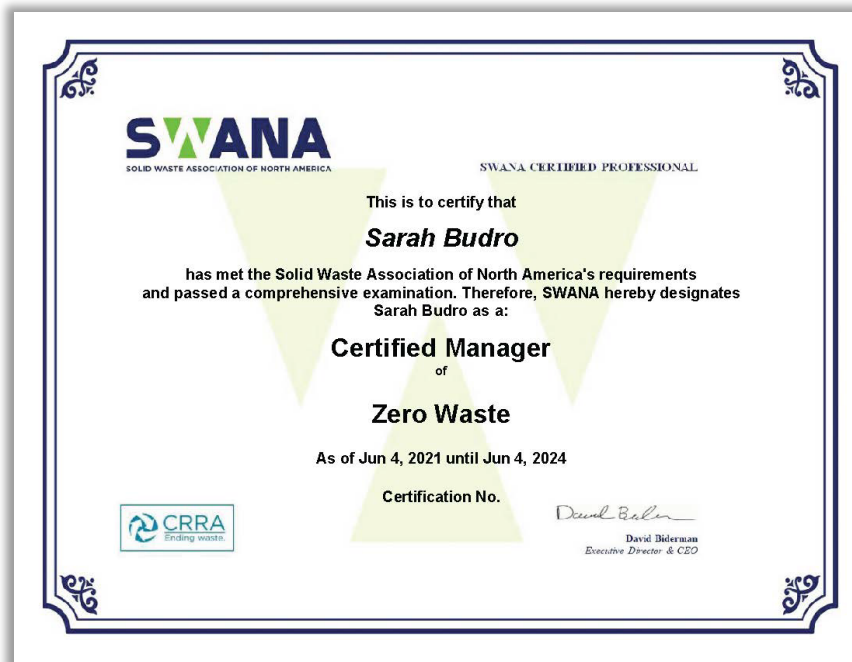 SWANA
SOLID WASTE ASSOCIATION OF NORTH AMERICA
SWANA CERTIFIED PROFESSIONAL
This is to certify that
Sarah Budro
has met the Solid Waste Association of North America's requirements
and passed a comprehensive examination. Therefore, SWANA hereby designates
Sarah Budro as a:
Certified Manager
of
Zero Waste
As of Jun 4, 2021 until Jun 4, 2024
Certification No.
CRRA
Ending waste.
David Biderman
Executive Director & CEO